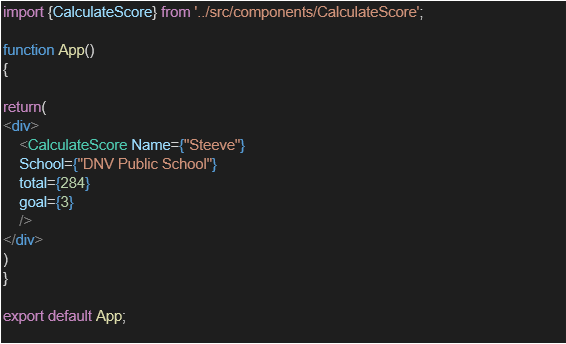 import {CalculateScore} from '../src/components/CalculateScore';
function App()
{
return(
<div>
<CalculateScore Name={"Steeve"}
School={"DNV Public School"}
total={284}
goal={3}
/>
</div>
)
}
export default App;